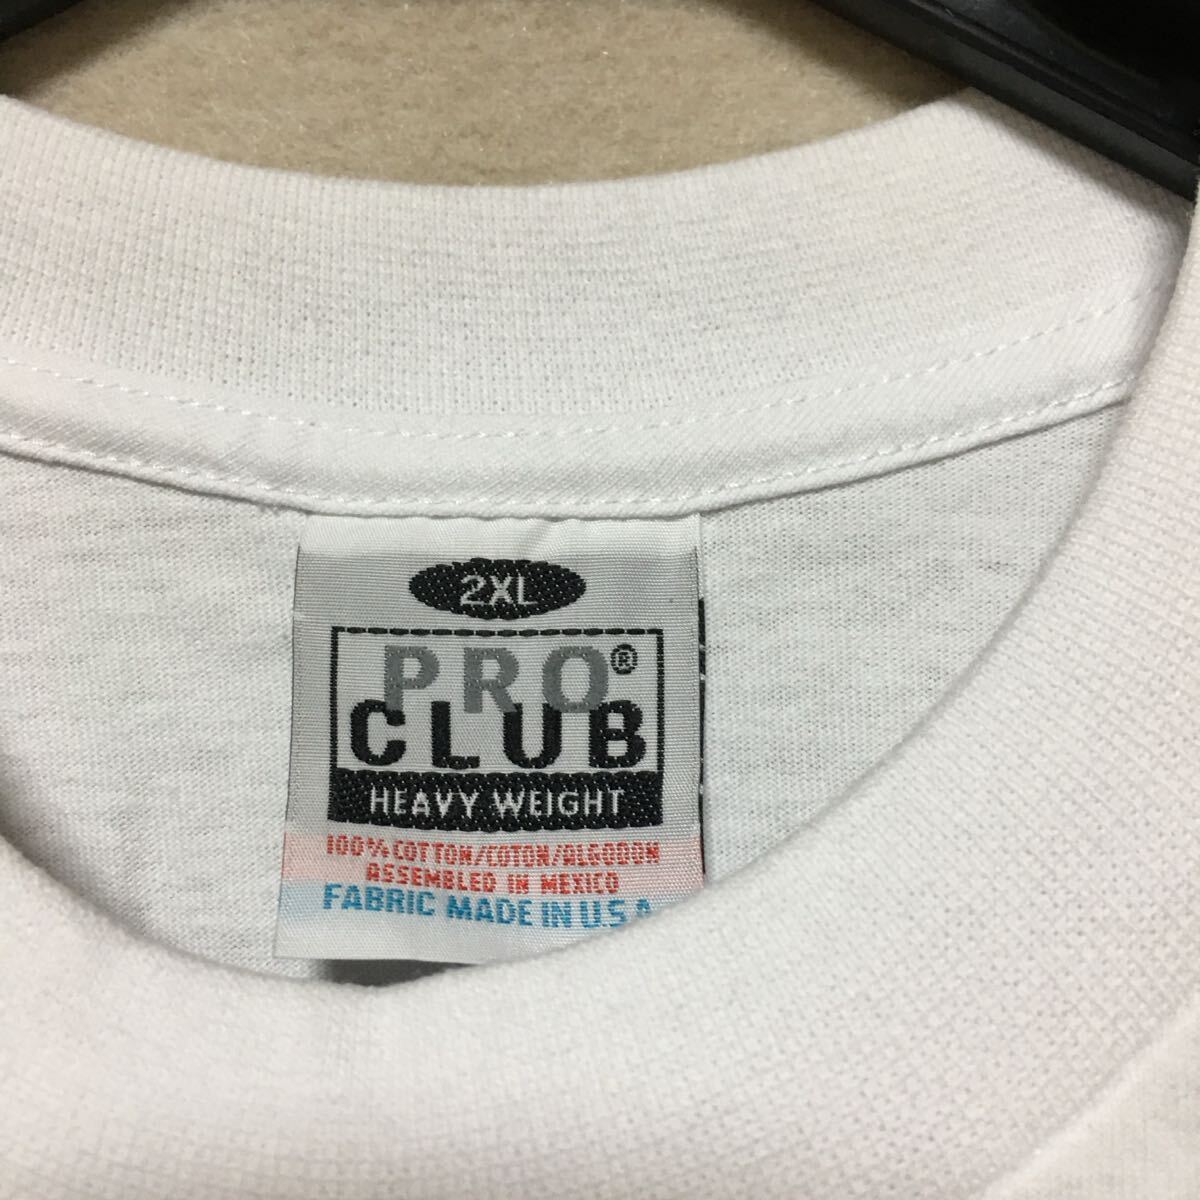 2XL
PRO®
CLUB
HEAVY WEIGHT
100% COTTON/COTON/ALGODON
ASSEMBLED IN MEXICO
FABRIC MADE IN U.S.A